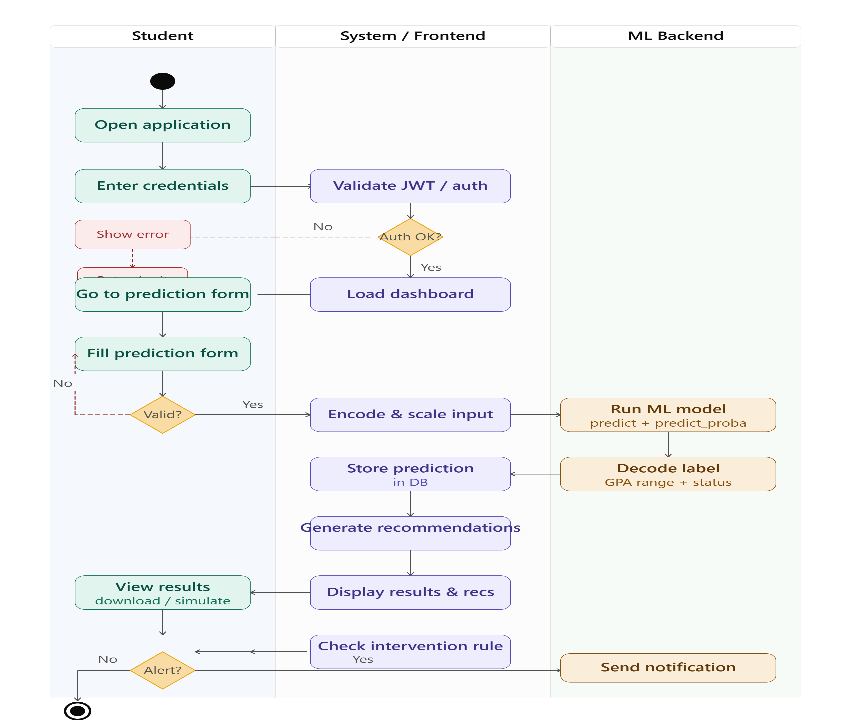 Student
System / Frontend
ML Backend
Open application
Enter credentials
Validate JWT / auth
Show error
No
Auth OK?
Yes
Go to prediction form
Load dashboard
Fill prediction form
No
Valid?
Yes
Encode & scale input
Run ML model
predict + predict_proba
Store prediction
in DB
Decode label
GPA range + status
Generate recommendations
View results
download / simulate
Display results & recs
Check intervention rule
Yes
No
Alert?
Send notification